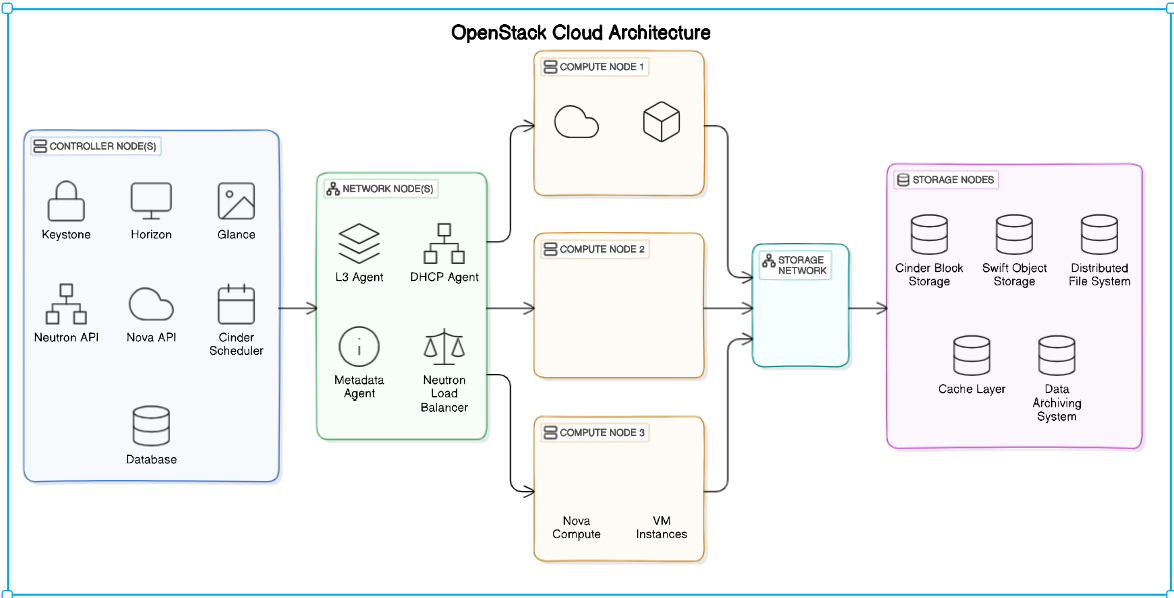 OpenStack Cloud Architecture
CONTROLLER NODE(S)
Keystone
Horizon
Glance
Neutron API
Nova API
Cinder
Scheduler
Database
NETWORK NODE(S)
L3 Agent
DHCP Agent
Metadata
Agent
Neutron
Load
Balancer
COMPUTE NODE 1
COMPUTE NODE 2
COMPUTE NODE 3
Nova
Compute
VM
Instances
STORAGE
NETWORK
STORAGE NODES
Cinder Block
Storage
Swift Object
Storage
Distributed
File System
Cache Layer
Data
Archiving
System